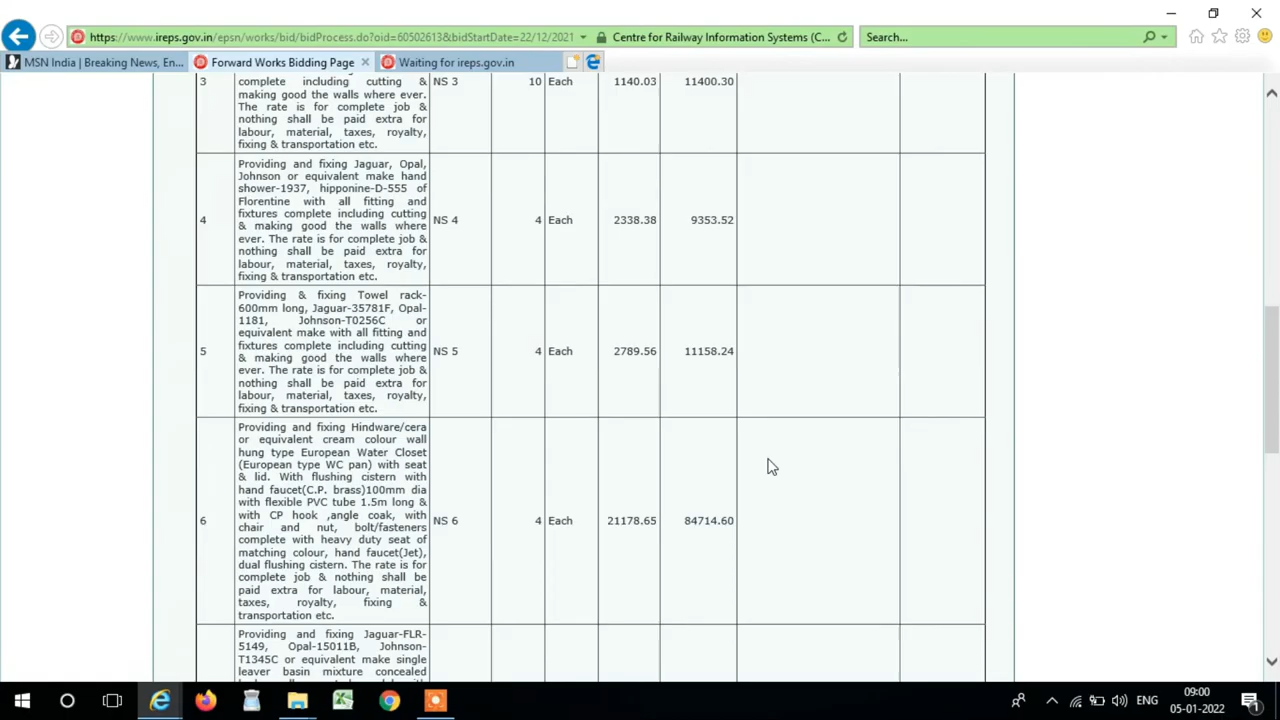 https://www.ireps.gov.in/epsn/works/bid/bidProcess.do?oid=60502613&bidStartDate=22/12/2021
Centre for Railway Information Systems (C...
Search...
MSN India | Breaking News, En...
Forward Works Bidding Page
Waiting for ireps.gov.in
3
complete including cutting &
making good the walls where ever.
The rate is for complete job &
nothing shall be paid extra for
labour, material, taxes, royalty,
fixing & transportation etc.
NS 3
10
Each
1140.03
11400.30
4
Providing and fixing Jaguar, Opal,
Johnson or equivalent make hand
shower-1937, hipponine-D-555 of
Florentine with all fitting and
fixtures complete including cutting
& making good the walls where
ever. The rate is for complete job &
nothing shall be paid extra for
labour, material, taxes, royalty,
fixing & transportation etc.
NS 4
4
Each
2338.38
9353.52
5
Providing & fixing Towel rack-
600mm long, Jaguar-35781F, Opal-
1181, Johnson-T0256C or
equivalent make with all fitting and
fixtures complete including cutting
& making good the walls where
ever. The rate is for complete job &
nothing shall be paid extra for
labour, material, taxes, royalty,
fixing & transportation etc.
NS 5
4
Each
2789.56
11158.24
6
Providing and fixing Hindware/cera
or equivalent cream colour wall
hung type European Water Closet
(European type WC pan) with seat
& lid. With flushing cistern with
hand faucet(C.P. brass)100mm dia
with flexible PVC tube 1.5m long &
with CP hook ,angle coak, with
chair and nut, bolt/fasteners
complete with heavy duty seat of
matching colour, hand faucet(Jet),
dual flushing cistern. The rate is for
complete job & nothing shall be
paid extra for labour, material,
taxes, royalty, fixing &
transportation etc.
NS 6
4
Each
21178.65
84714.60
Providing and fixing Jaguar-FLR-
5149, Opal-15011B, Johnson-
T1345C or equivalent make single
leaver basin mixture concealed
ENG
09:00
05-01-2022